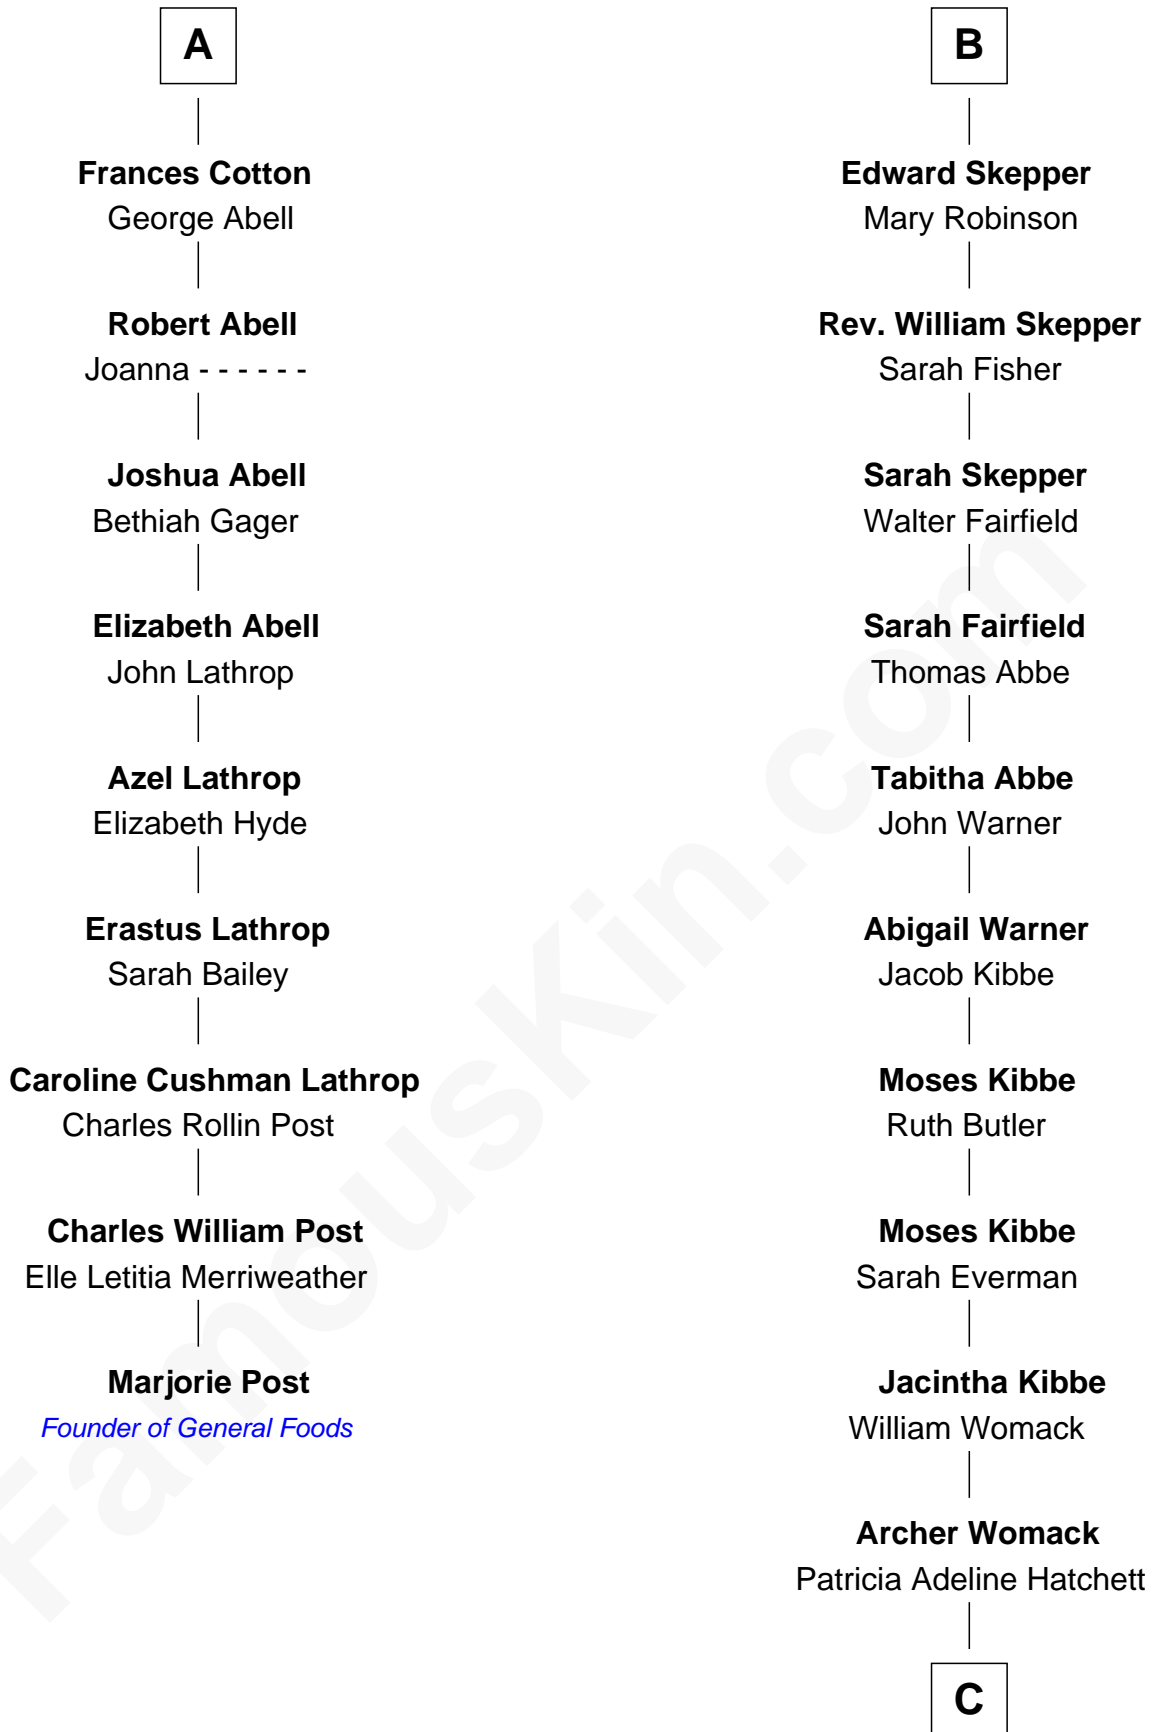 A
Frances Cotton
George Abell
Robert Abell
Joanna - - - - - -
Joshua Abell
Bethiah Gager
Elizabeth Abell
John Lathrop
Azel Lathrop
Elizabeth Hyde
Erastus Lathrop
Sarah Bailey
Caroline Cushman Lathrop
Charles Rollin Post
Charles William Post
Elle Letitia Merriweather
Marjorie Post
Founder of General Foods
B
Edward Skepper
Mary Robinson
Rev. William Skepper
Sarah Fisher
Sarah Skepper
Walter Fairfield
Sarah Fairfield
Thomas Abbe
Tabitha Abbe
John Warner
Abigail Warner
Jacob Kibbe
Moses Kibbe
Ruth Butler
Moses Kibbe
Sarah Everman
Jacintha Kibbe
William Womack
Archer Womack
Patricia Adeline Hatchett
C
FamousKin.com